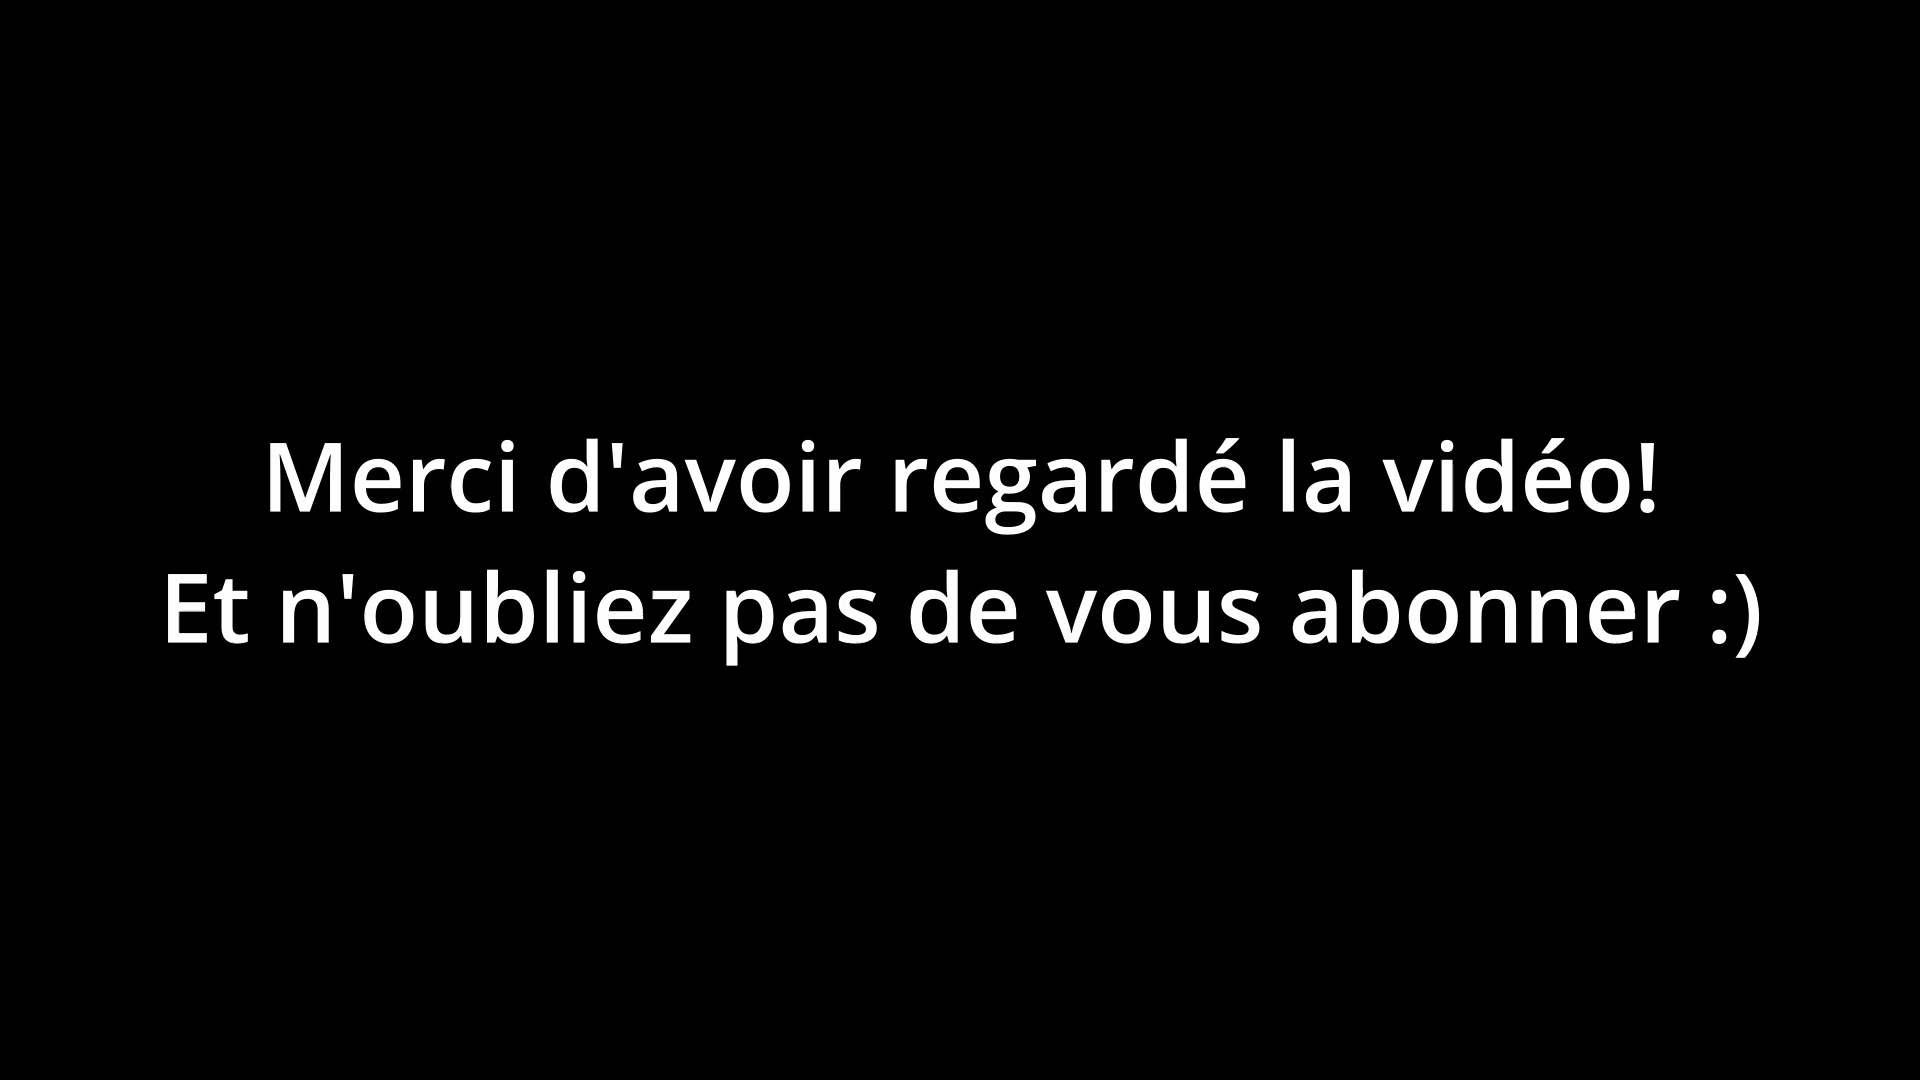 Merci d'avoir regardé la vidéo!
Et n'oubliez pas de vous abonner :)